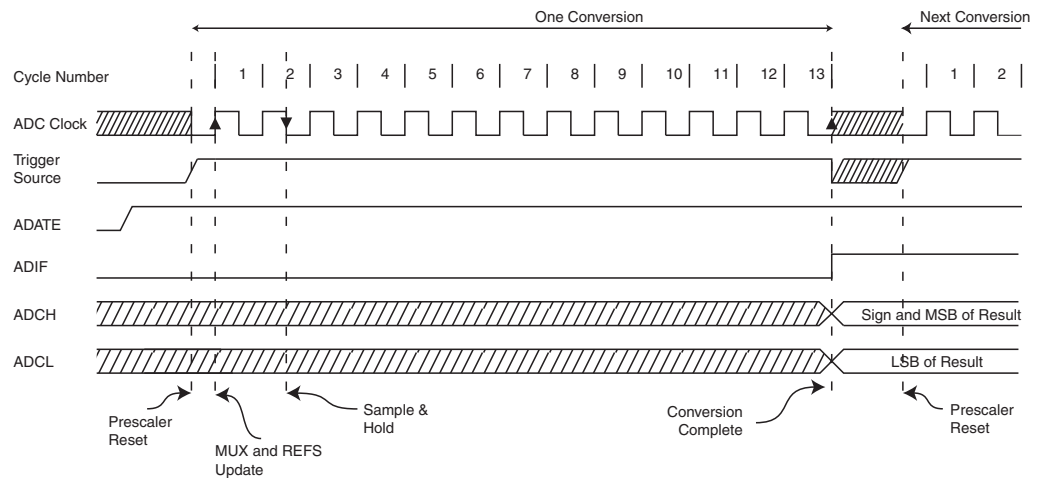 One Conversion
Next Conversion
Cycle Number
1 2 3 4 5 6 7 8 9 10 11 12 13 1 2
ADC Clock
Trigger
Source
ADATE
ADIF
ADCH
Sign and MSB of Result
ADCL
LSB of Result
Prescaler
Reset
MUX and REFS
Update
Sample &
Hold
Conversion
Complete
Prescaler
Reset